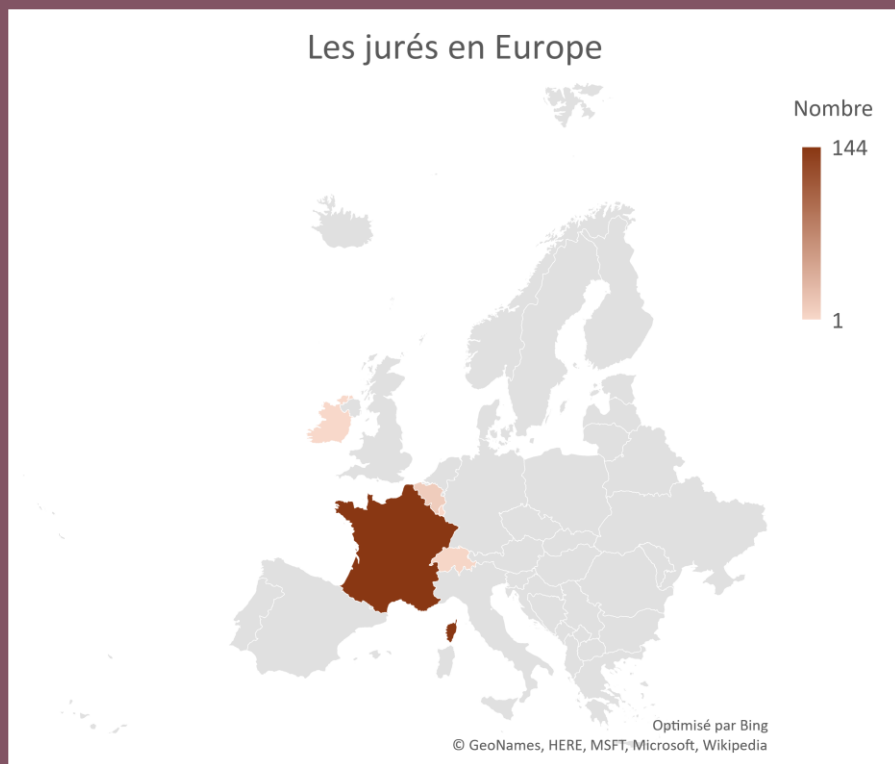 Les jurés en Europe
Nombre
144
1
Optimisé par Bing
© GeoNames, HERE, MSFT, Microsoft, Wikipedia